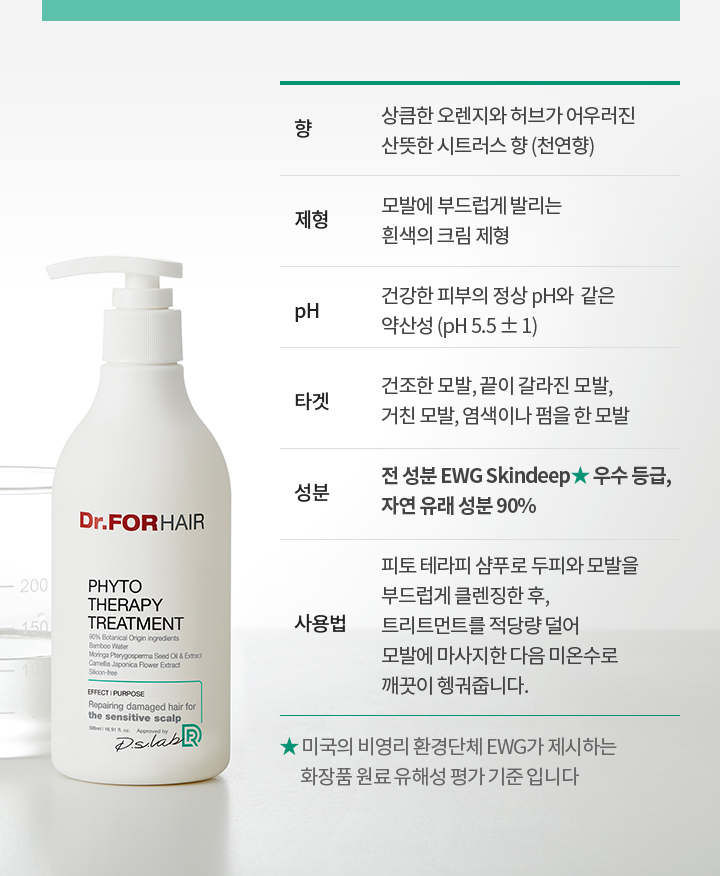 향
상큼한 오렌지와 허브가 어우러진
산뜻한 시트러스 향 (천연향)
제형
모발에 부드럽게 발리는
흰색의 크림 제형
pH
건강한 피부의 정상 pH와 같은
약산성 (pH 5.5 ± 1)
타겟
건조한 모발, 끝이 갈라진 모발,
거친 모발, 염색이나 펌을 한 모발
성분
전 성분 EWG Skindeep★ 우수 등급,
자연 유래 성분 90%
사용법
피토 테라피 샴푸로 두피와 모발을
부드럽게 클렌징한 후,
트리트먼트를 적당량 덜어
모발에 마사지한 다음 미온수로
깨끗이 헹궈줍니다.
★ 미국의 비영리 환경단체 EWG가 제시하는
화장품 원료 유해성 평가 기준 입니다
Dr.FORHAIR
PHYTO
THERAPY
TREATMENT
90% Botanical Origin ingredients
Bamboo Water
Moringa Pterygosperma Seed Oil & Extract
Camellia Japonica Flower Extract
Silicon-free
EFFECT | PURPOSE
Repairing damaged hair for
the sensitive scalp
500ml / 16.91 fl. oz. Approved by
D.s.lab
200
150